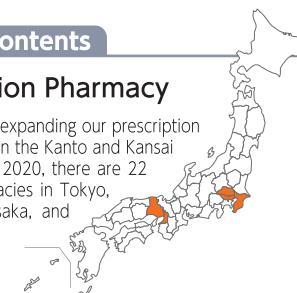 ontents
ion Pharmacy
expanding our prescription
n the Kanto and Kansai
2020, there are 22
acies in Tokyo,
saka, and